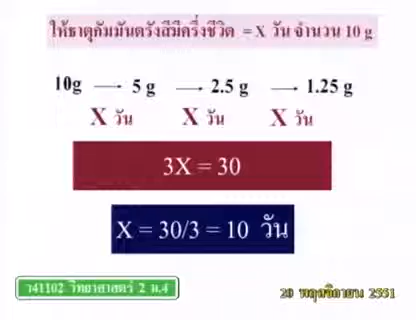 ให้ธาตุกัมมันตรังสีมีครึ่งชีวิต = X วัน จำนวน 10 g
10g → 5 g → 2.5 g → 1.25 g
X วัน X วัน X วัน
3X = 30
X = 30/3 = 10 วัน
ว41102 วิทยาศาสตร์ 2 ม.4
20 พฤศจิกายน 2551